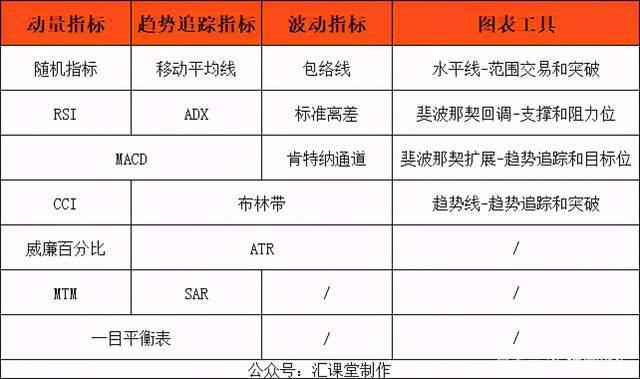 动量指标 趋势追踪指标 波动指标 图表工具
随机指标 移动平均线 包络线 水平线-范围交易和突破
RSI ADX 标准离差 斐波那契回调-支撑和阻力位
MACD 肯特纳通道 斐波那契扩展-趋势追踪和目标位
CCI 布林带 趋势线-趋势追踪和突破
威廉百分比 ATR /
MTM SAR / /
一目平衡表 / /
公众号：汇课堂制作